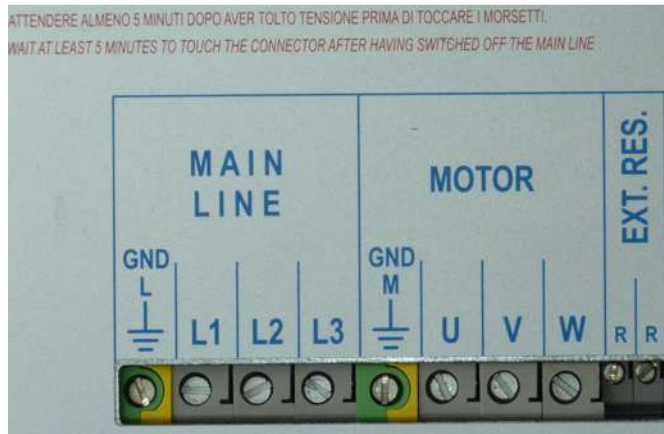 ATTENDERE ALMENO 5 MINUTI DOPO AVER TOLTO TENSIONE PRIMA DI TOCCARE I MORSETTI.
WAIT AT LEAST 5 MINUTES TO TOUCH THE CONNECTOR AFTER HAVING SWITCHED OFF THE MAIN LINE
MAIN
LINE
MOTOR
EXT. RES.
GND
L
L1 L2 L3
GND
M
U V W
R R